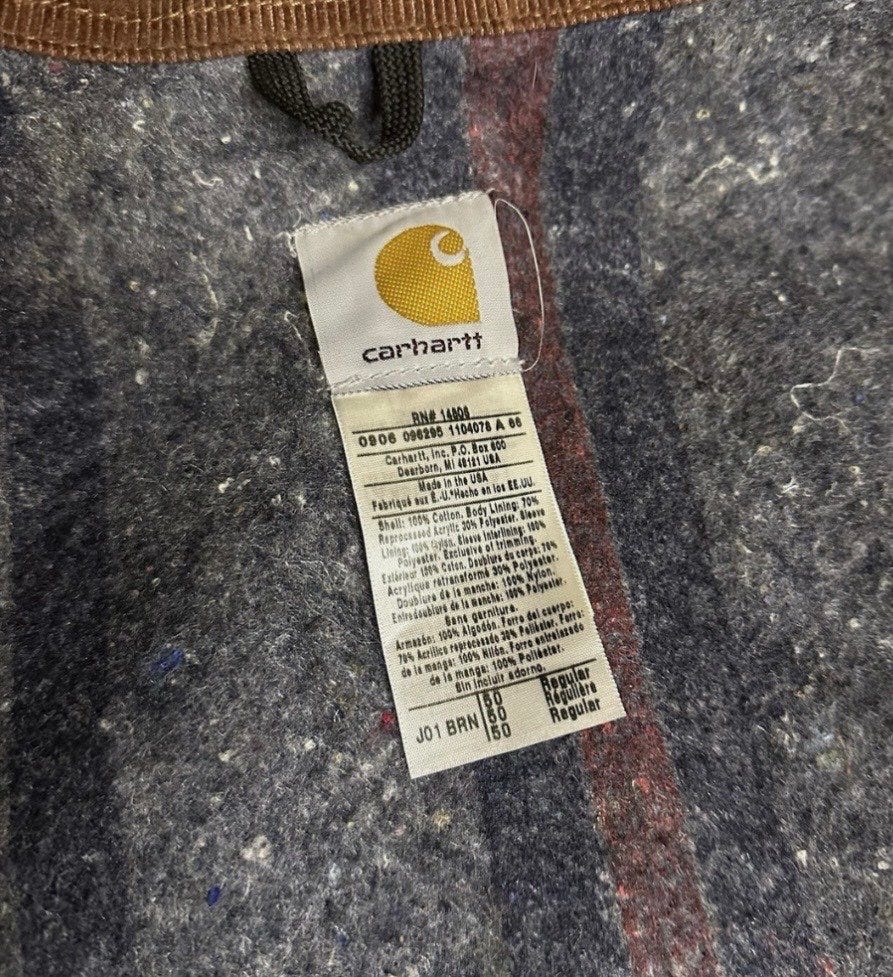 carhartt
RN# 14806
0906 096295 1104078 A 66
Carhartt, Inc. P.O. Box 600
Dearborn, MI 48121 USA
Made in the USA
Fabriqué aux É.-U.*Hecho en los EE.UU.
Shell: 100% Cotton. Body Lining: 70%
Reprocessed Acrylic 30% Polyester. Sleeve
Lining: 100% Nylon. Sleeve Interlining: 100%
Polyester. Exclusive of trimming
Extérieur 100% Coton. Doublure du corps: 70%
Acrylique retransformé 30% Polyester.
Doublure de la manche: 100% Nylon.
Entredoublure de la manche: 100% Polyester.
Sans garniture.
Armazón: 100% Algodón. Forro del cuerpo:
70% Acrílico reprocesado 30% Poliéster. Forro
de la manga: 100% Nilón. Forro entrelazado
de la manga: 100% Poliéster.
Sin incluir adorno.
J01 BRN
50 Regular
50 Régulière
50 Regular